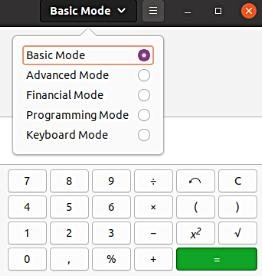 Basic Mode
Basic Mode
Advanced Mode
Financial Mode
Programming Mode
Keyboard Mode
7 8 9 ÷ C
4 5 6 × ( )
1 2 3 − x² √
0 , % + =